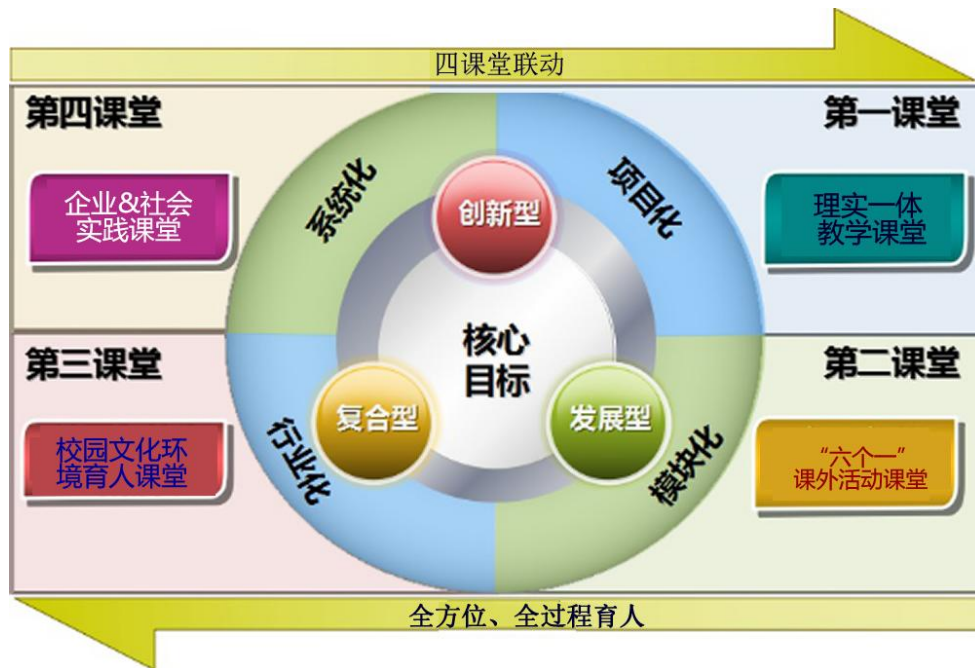 四课堂联动
第四课堂
第一课堂
企业&社会
实践课堂
理实一体
教学课堂
系统化
项目化
创新型
核心
目标
第三课堂
第二课堂
复合型
发展型
校园文化环
境育人课堂
“六个一”
课外活动课堂
行业化
模块化
全方位、全过程育人